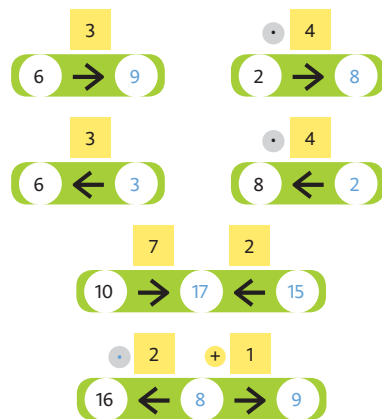 3 · 4
6 → 9 2 → 8
3 · 4
6 ← 3 8 ← 2
7 2
10 → 17 ← 15
· 2 + 1
16 ← 8 → 9